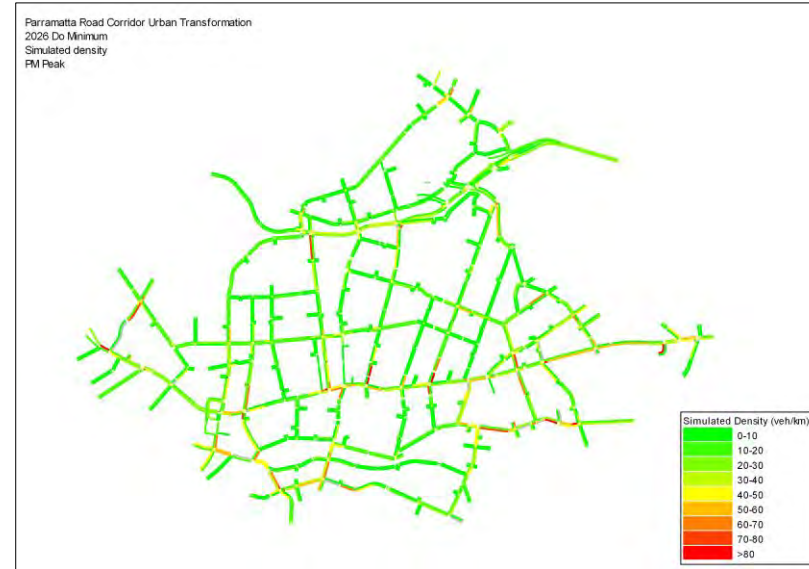 Parramatta Road Corridor Urban Transformation
2026 Do Minimum
Simulated density
PM Peak
Simulated Density (veh/km)
0-10
10-20
20-30
30-40
40-50
50-60
60-70
70-80
>80